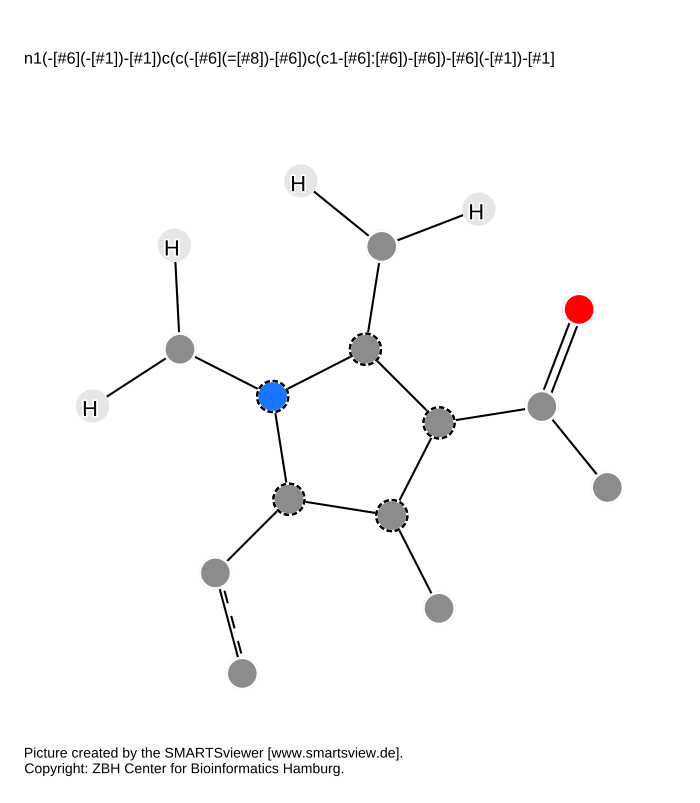 n1(-[#6](-[#1])-[#1])c(c(-[#6](=[#8])-[#6])c(c1-[#6]:[#6])-[#6])-[#6](-[#1])-[#1]
H
H
H
H
Picture created by the SMARTSviewer [www.smartsview.de].
Copyright: ZBH Center for Bioinformatics Hamburg.